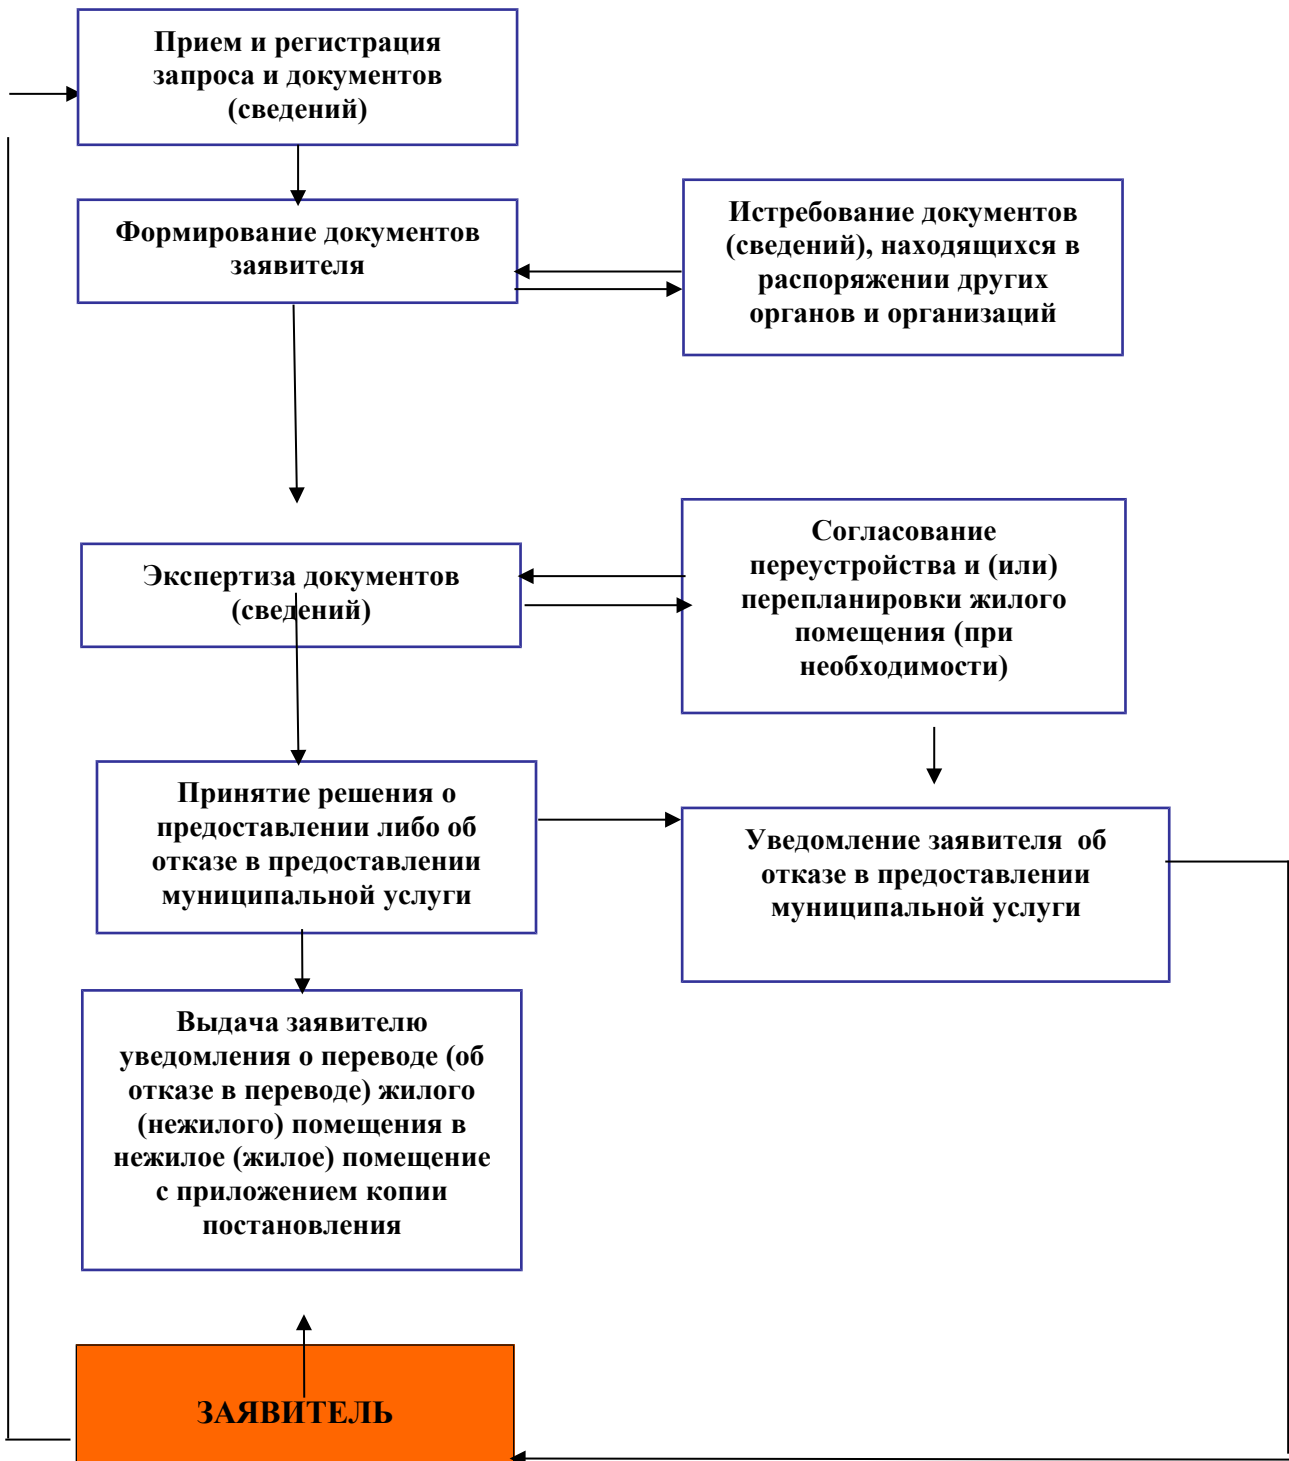 Прием и регистрация
запроса и документов
(сведений)
Формирование документов
заявителя
Истребование документов
(сведений), находящихся в
распоряжении других
органов и организаций
Экспертиза документов
(сведений)
Согласование
переустройства и (или)
перепланировки жилого
помещения (при
необходимости)
Принятие решения о
предоставлении либо об
отказе в предоставлении
муниципальной услуги
Уведомление заявителя  об
отказе в предоставлении
муниципальной услуги
Выдача заявителю
уведомления о переводе (об
отказе в переводе) жилого
(нежилого) помещения в
нежилое (жилое) помещение
с приложением копии
постановления
ЗАЯВИТЕЛЬ